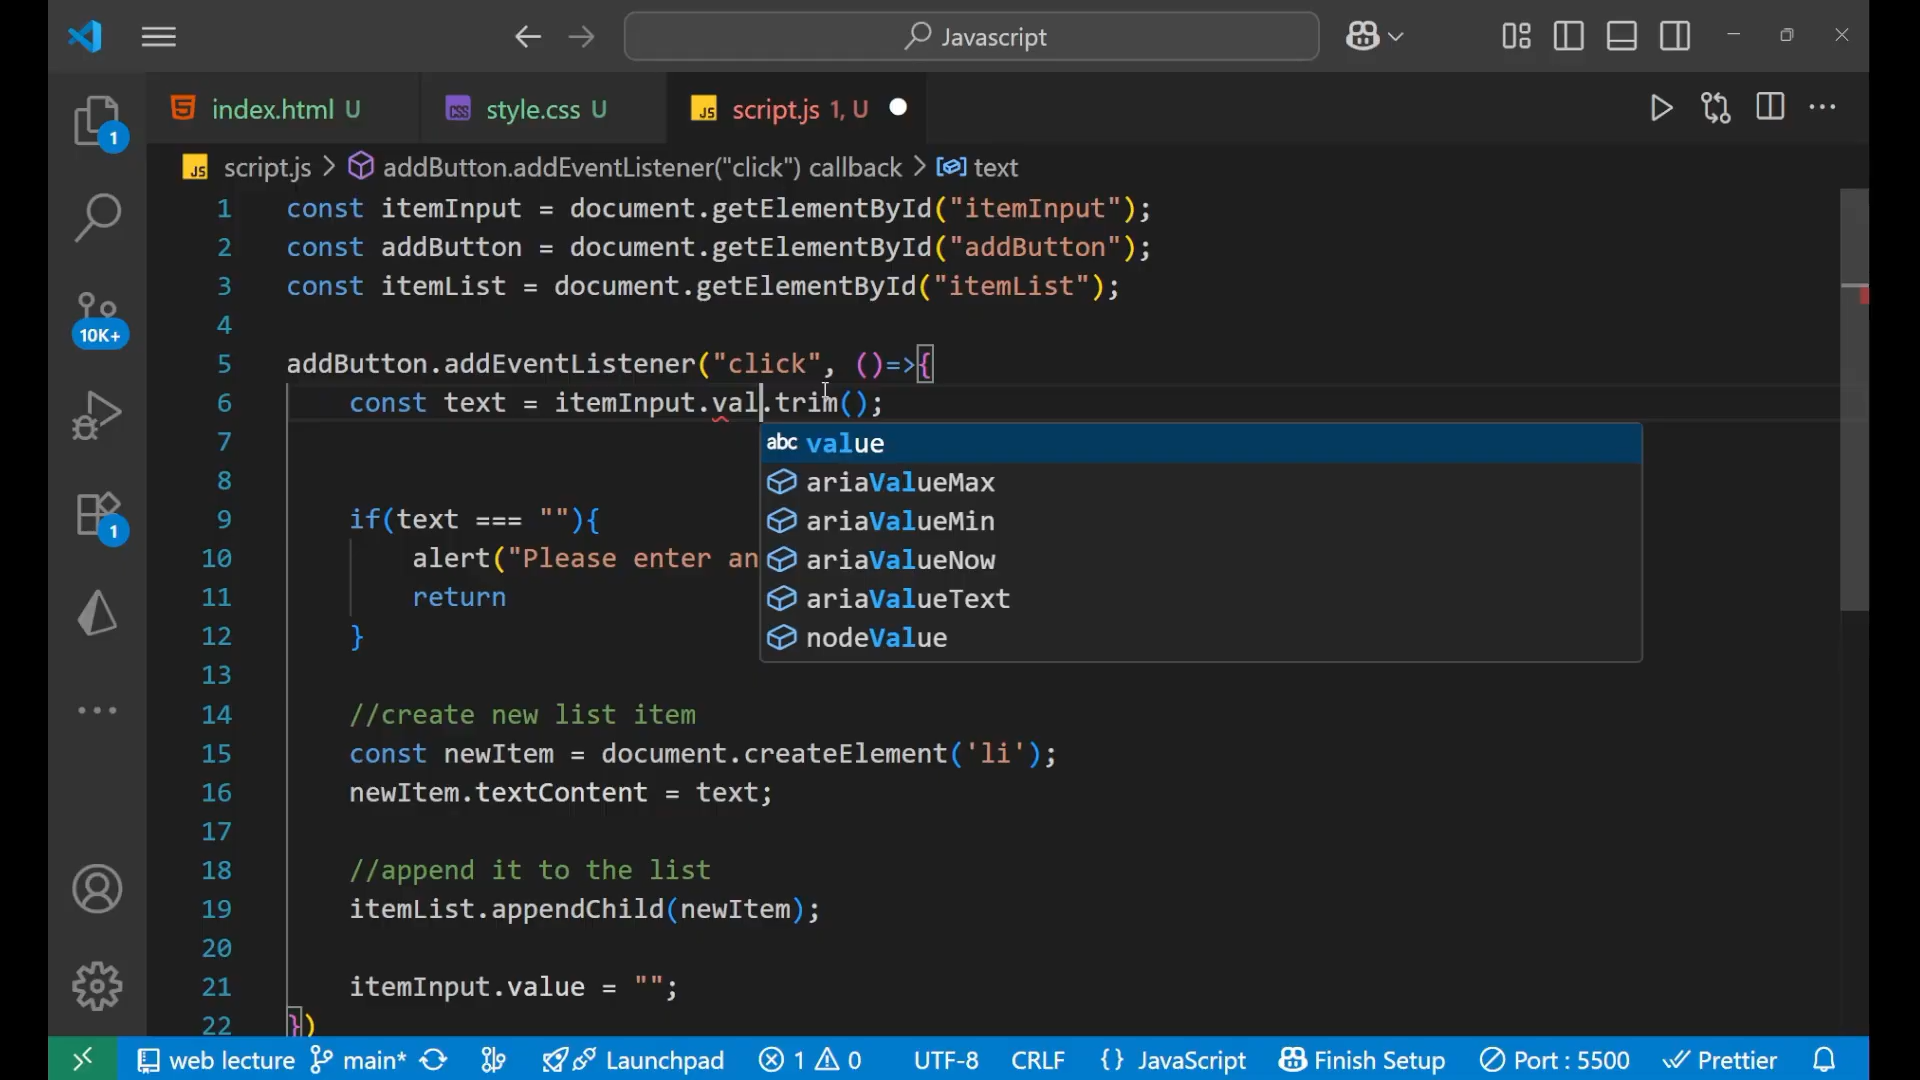 Javascript
index.html U
style.css U
JS script.js 1, U
JS script.js > addButton.addEventListener("click") callback > text
1 const itemInput = document.getElementById("itemInput");
2 const addButton = document.getElementById("addButton");
3 const itemList = document.getElementById("itemList");
4
5 addButton.addEventListener("click", ()=>{
6 const text = itemInput.val.trim();
7
abc value
8
ariaValueMax
9 if(text === ""){
ariaValueMin
10 alert("Please enter an
ariaValueNow
11 return
ariaValueText
12 }
nodeValue
13
14 //create new list item
15 const newItem = document.createElement('li');
16 newItem.textContent = text;
17
18 //append it to the list
19 itemList.appendChild(newItem);
20
21 itemInput.value = "";
22 })
1
10K+
1
web lecture main* Launchpad 1 0 UTF-8 CRLF {} JavaScript Finish Setup Port : 5500 Prettier